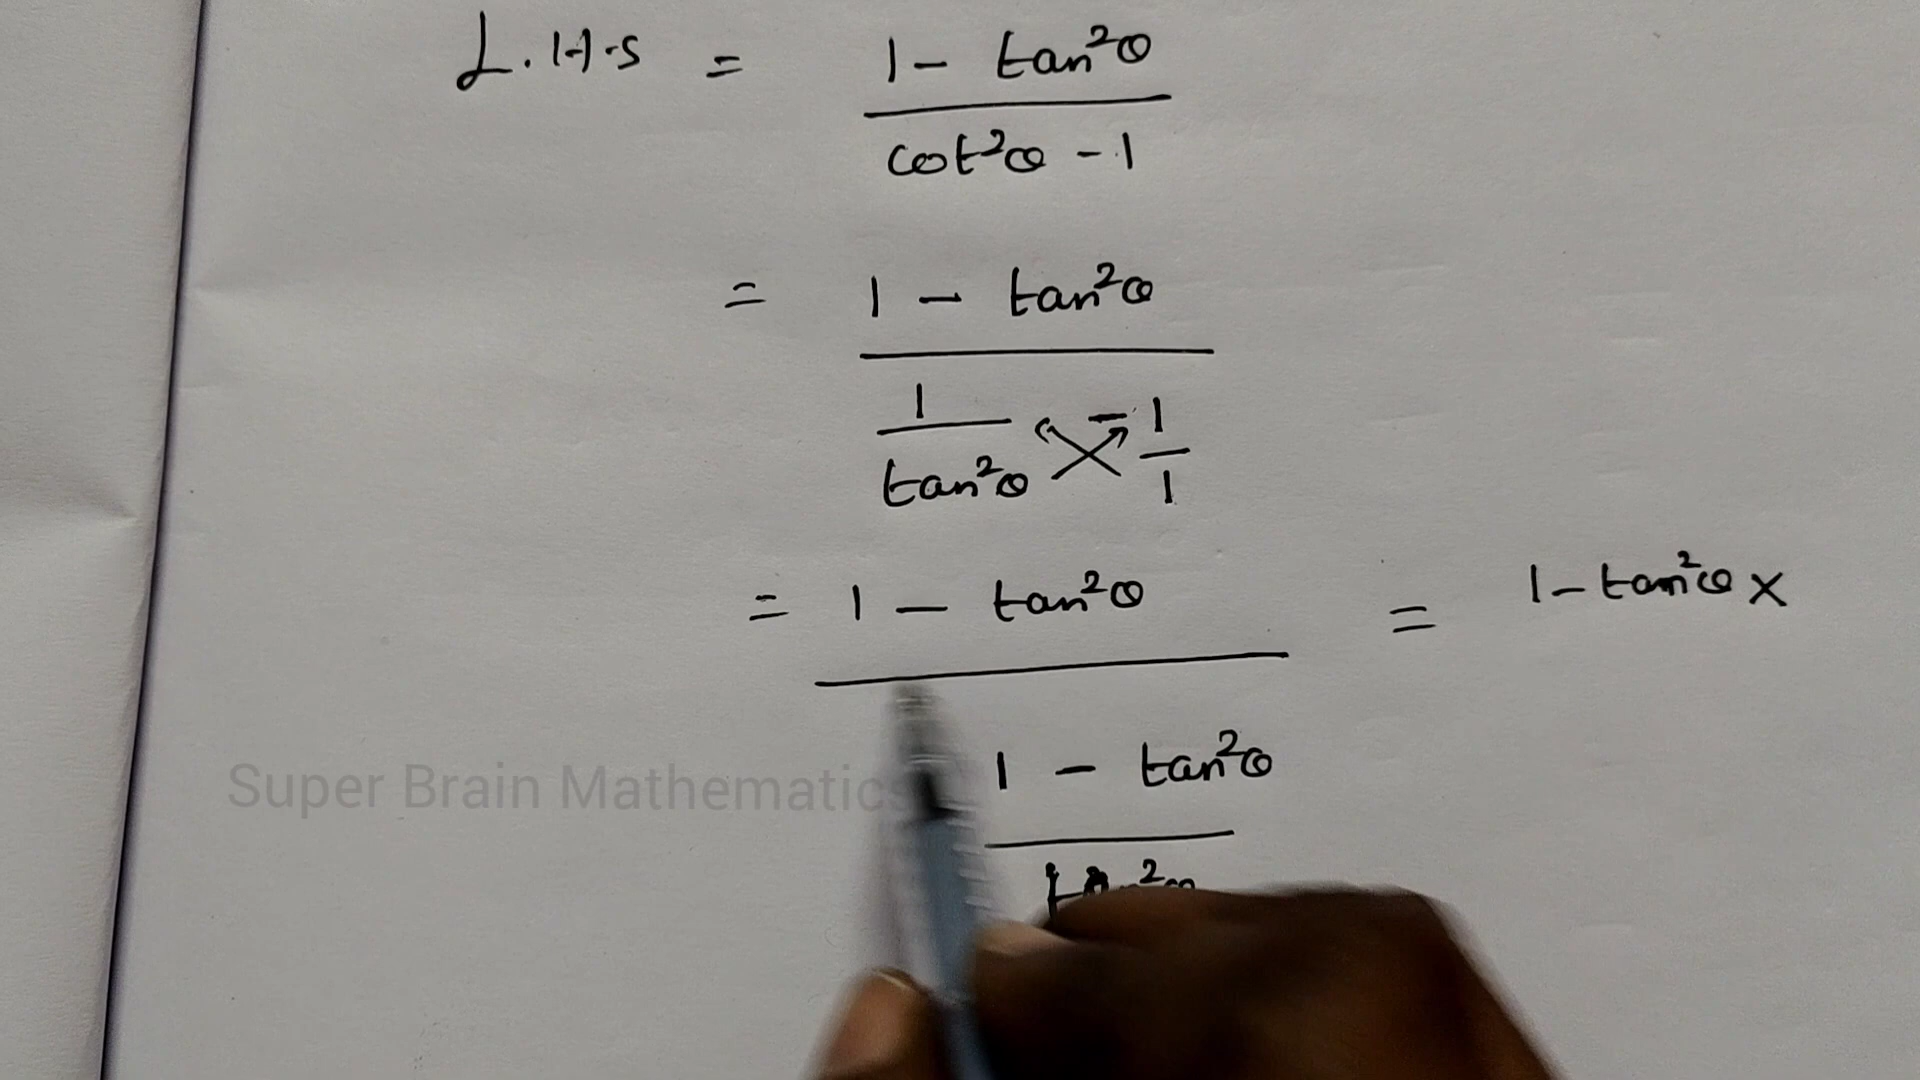 L.H.S = 1 - tan²θ
cot²θ - 1
= 1 - tan²θ
1 - 1
tan²θ 1
= 1 - tan²θ = 1 - tan²θ ×
1 - tan²θ
Super Brain Mathematics
tan²θ